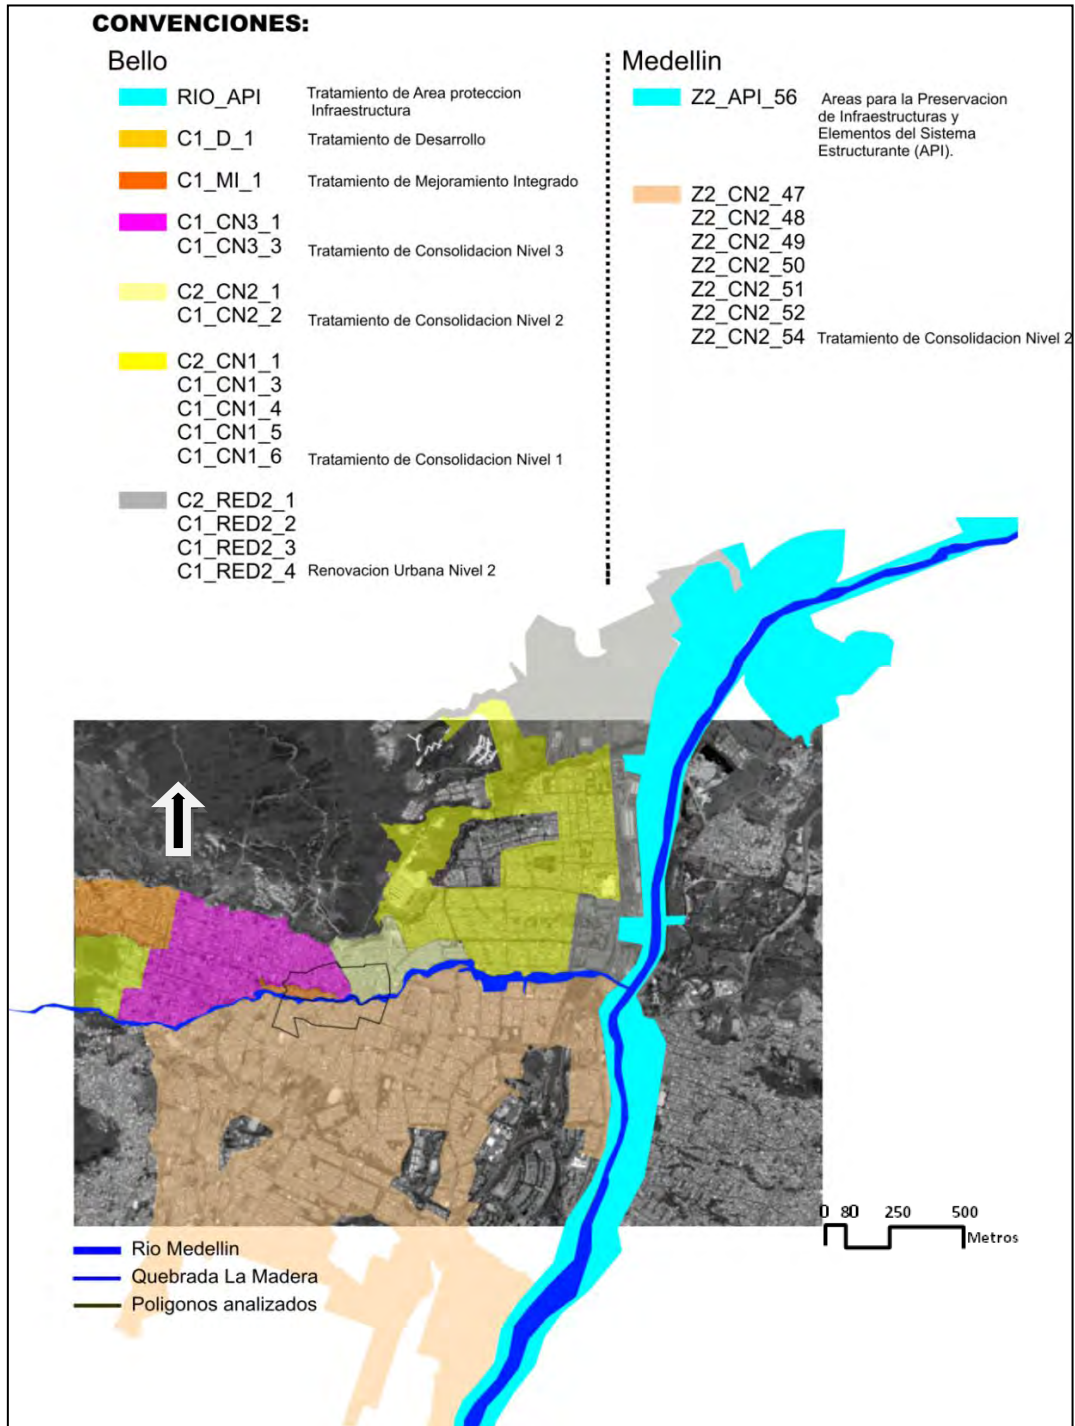 CONVENCIONES:
Bello
RIO_API Tratamiento de Area proteccion
Infraestructura
C1_D_1 Tratamiento de Desarrollo
C1_MI_1 Tratamiento de Mejoramiento Integrado
C1_CN3_1
C1_CN3_3 Tratamiento de Consolidacion Nivel 3
C2_CN2_1
C1_CN2_2 Tratamiento de Consolidacion Nivel 2
C2_CN1_1
C1_CN1_3
C1_CN1_4
C1_CN1_5
C1_CN1_6 Tratamiento de Consolidacion Nivel 1
C2_RED2_1
C1_RED2_2
C1_RED2_3
C1_RED2_4 Renovacion Urbana Nivel 2
Medellin
Z2_API_56 Areas para la Preservacion
de Infraestructuras y
Elementos del Sistema
Estructurante (API).
Z2_CN2_47
Z2_CN2_48
Z2_CN2_49
Z2_CN2_50
Z2_CN2_51
Z2_CN2_52
Z2_CN2_54 Tratamiento de Consolidacion Nivel 2
0 80 250 500
Metros
Rio Medellin
Quebrada La Madera
Poligonos analizados